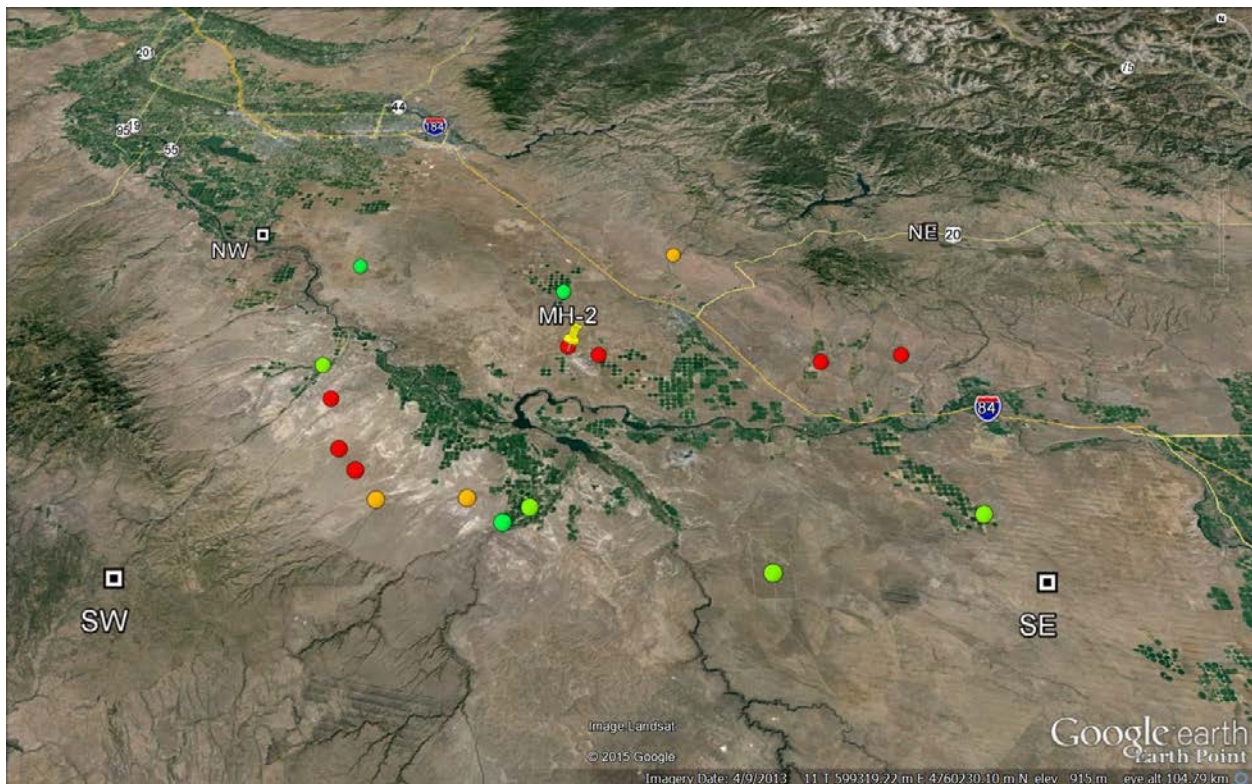 N
201
75
44
184
95
19
55
NE
20
NW
MH-2
84
SW
SE
Image Landsat
© 2015 Google
Google earth
Earth Point
Imagery Date: 4/9/2013 11 T 599319.22 m E 4760230.10 m N elev 915 m eye alt 104.79 km